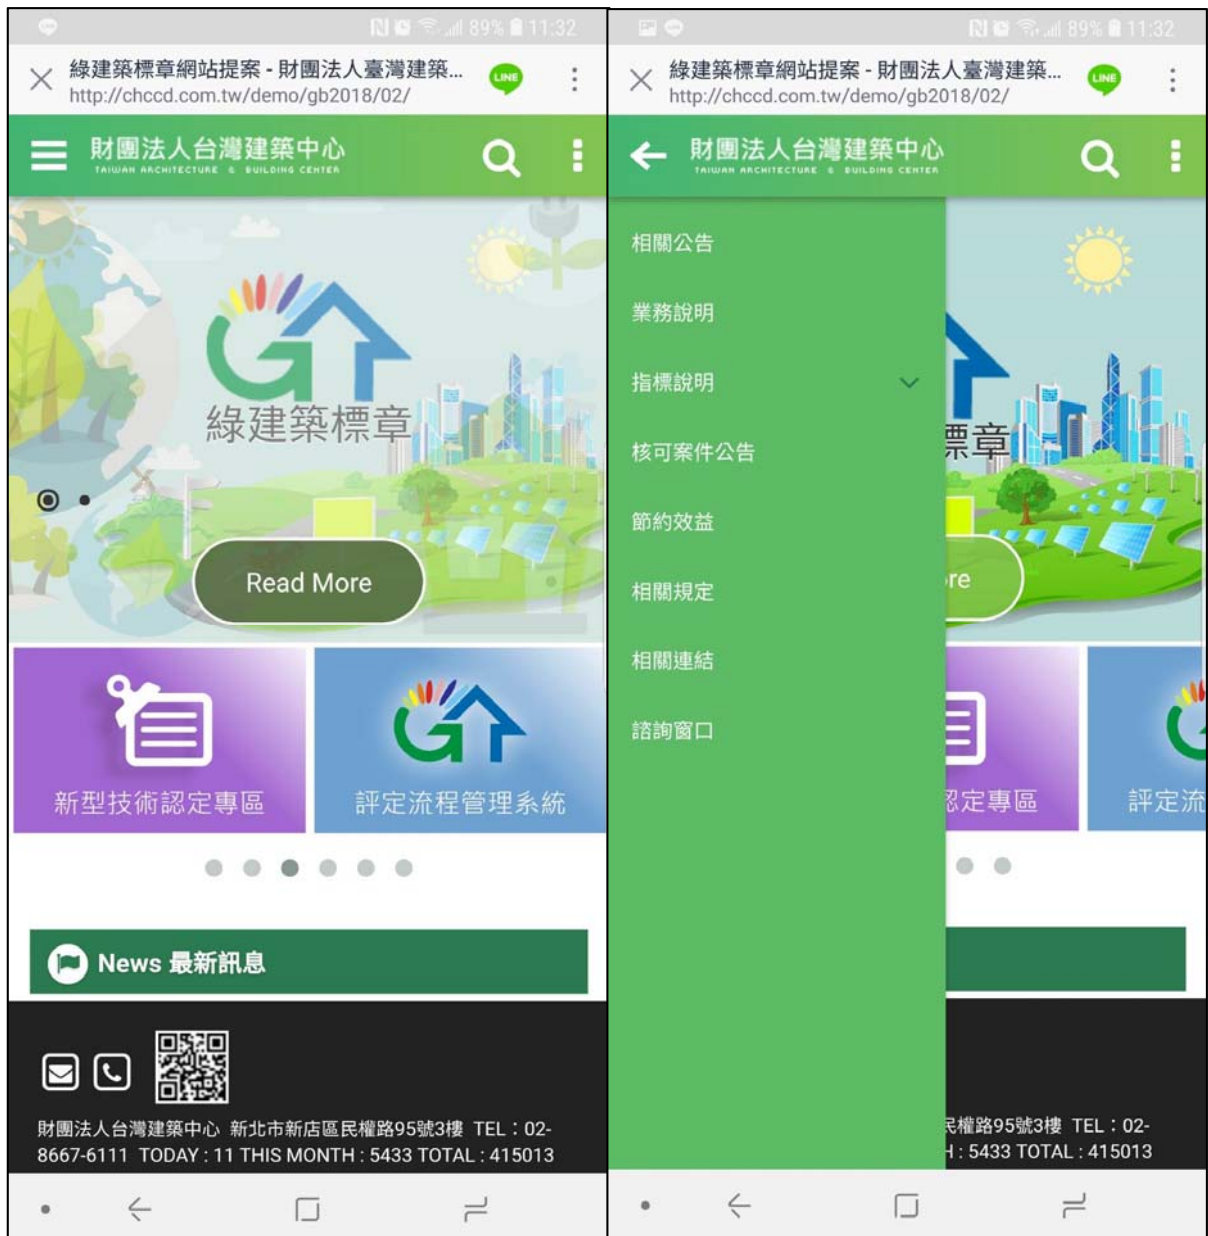 89% 11:32
綠建築標章網站提案 - 財團法人臺灣建築...
http://chccd.com.tw/demo/gb2018/02/
LINE
財團法人台灣建築中心
TAIWAN ARCHITECTURE & BUILDING CENTER
綠建築標章
Read More
新型技術認定專區
評定流程管理系統
News 最新訊息
財團法人台灣建築中心 新北市新店區民權路95號3樓 TEL：02-
8667-6111 TODAY : 11 THIS MONTH : 5433 TOTAL : 415013
89% 11:32
綠建築標章網站提案 - 財團法人臺灣建築...
http://chccd.com.tw/demo/gb2018/02/
LINE
財團法人台灣建築中心
TAIWAN ARCHITECTURE & BUILDING CENTER
相關公告
業務說明
指標說明
核可案件公告
節約效益
相關規定
相關連結
諮詢窗口
票章
re
忍定專區
評定流
民權路95號3樓 TEL：02-
H : 5433 TOTAL : 415013